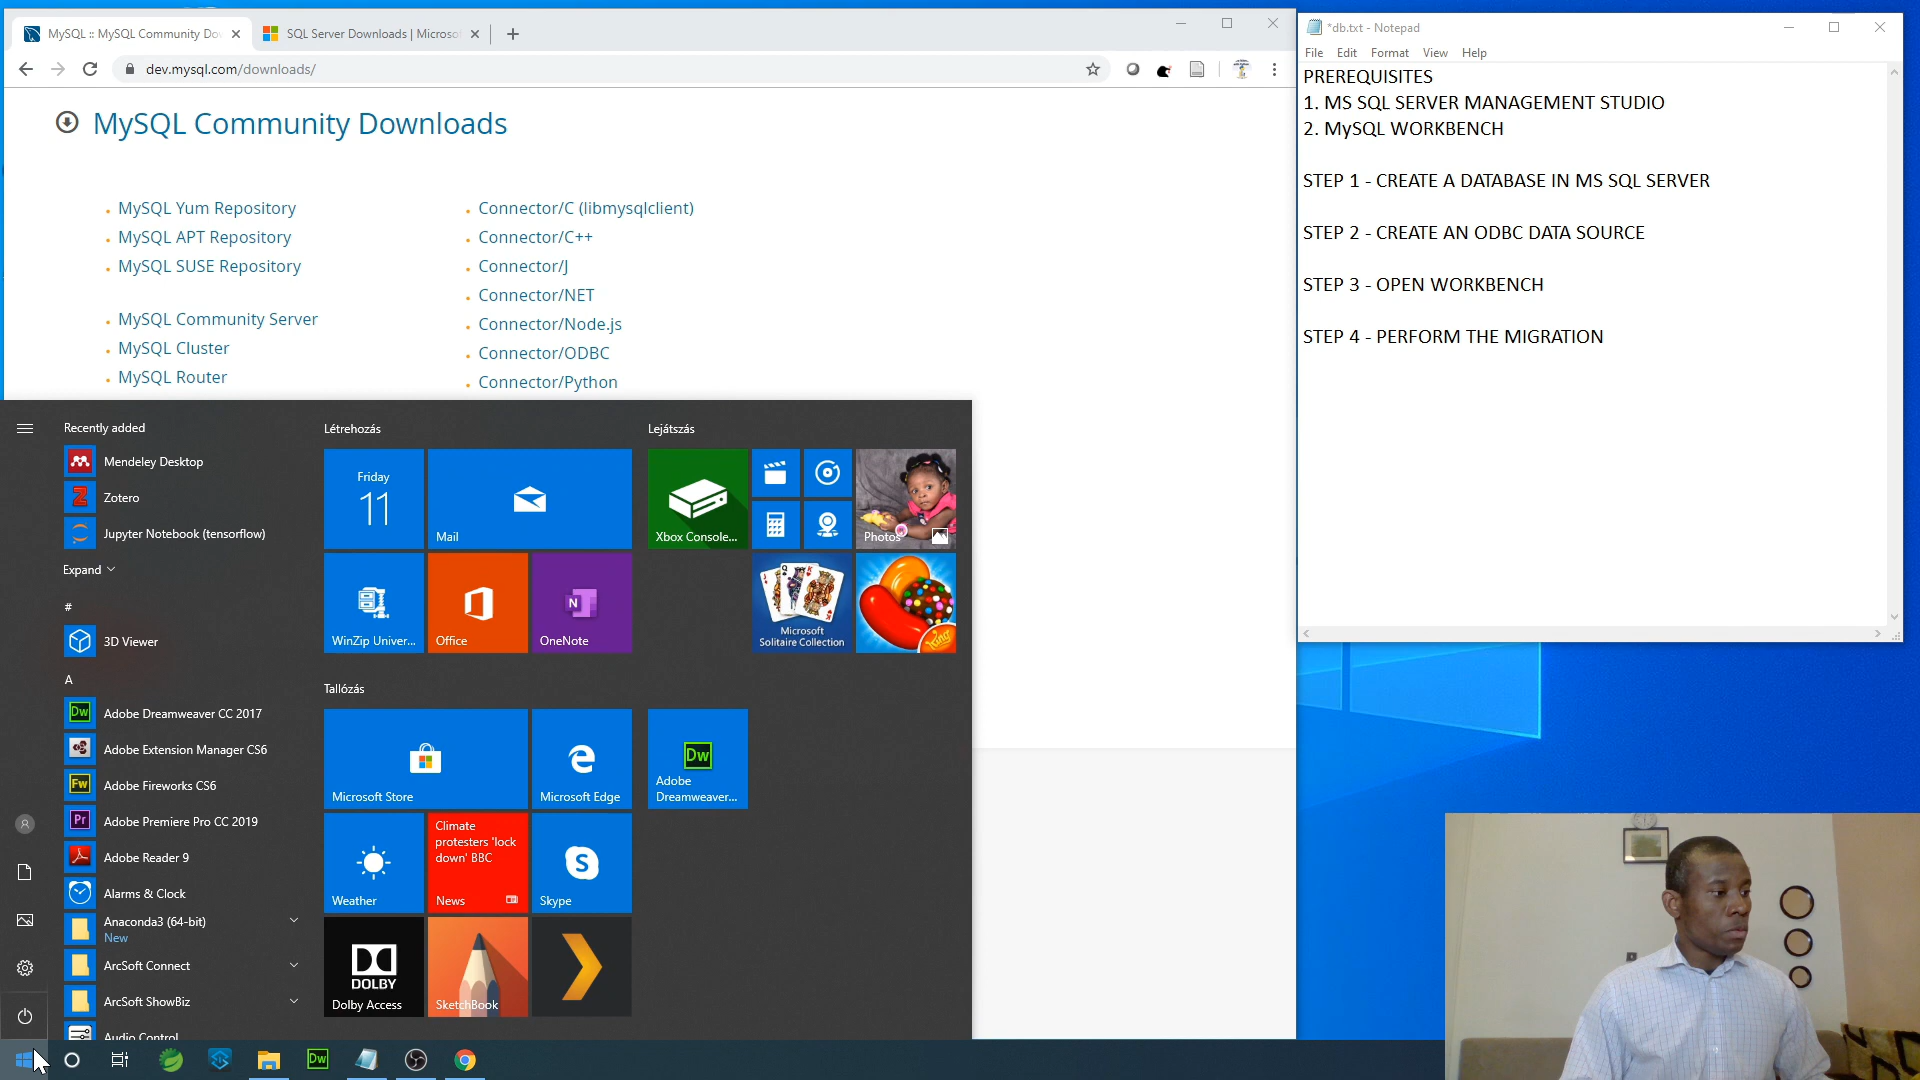 MySQL :: MySQL Community Dow
SQL Server Downloads | Microsof
dev.mysql.com/downloads/
MySQL Community Downloads
MySQL Yum Repository
MySQL APT Repository
MySQL SUSE Repository
MySQL Community Server
MySQL Cluster
MySQL Router
Connector/C (libmysqlclient)
Connector/C++
Connector/J
Connector/NET
Connector/Node.js
Connector/ODBC
Connector/Python
*db.txt - Notepad
File Edit Format View Help
PREREQUISITES
1. MS SQL SERVER MANAGEMENT STUDIO
2. MySQL WORKBENCH
STEP 1 - CREATE A DATABASE IN MS SQL SERVER
STEP 2 - CREATE AN ODBC DATA SOURCE
STEP 3 - OPEN WORKBENCH
STEP 4 - PERFORM THE MIGRATION
Recently added
Mendeley Desktop
Zotero
Jupyter Notebook (tensorflow)
Expand
#
3D Viewer
A
Adobe Dreamweaver CC 2017
Adobe Extension Manager CS6
Adobe Fireworks CS6
Adobe Premiere Pro CC 2019
Adobe Reader 9
Alarms & Clock
Anaconda3 (64-bit)
New
ArcSoft Connect
ArcSoft ShowBiz
Audio Control
Létrehozás
Friday
11
Mail
WinZip Univer...
Office
OneNote
Lejátszás
Xbox Console...
Photos
Microsoft
Solitaire Collection
King
Tallózás
Microsoft Store
Microsoft Edge
Dw
Adobe
Dreamweaver...
Weather
Climate
protesters 'lock
down' BBC
News
Skype
DOLBY
Dolby Access
SketchBook